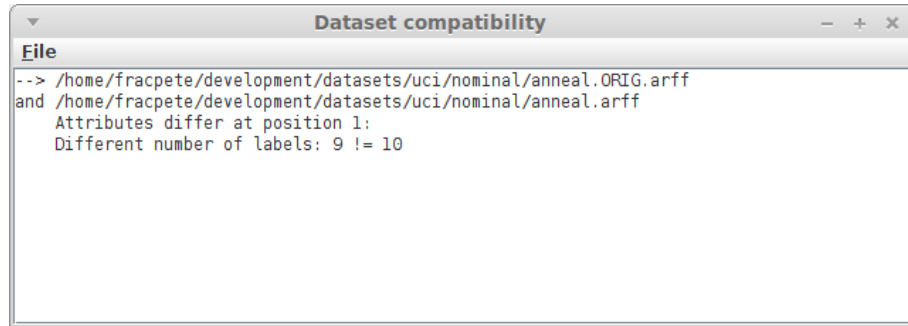 Dataset compatibility
File
--> /home/fracpete/development/datasets/uci/nominal/anneal.ORIG.arff
and /home/fracpete/development/datasets/uci/nominal/anneal.arff
Attributes differ at position 1:
Different number of labels: 9 != 10